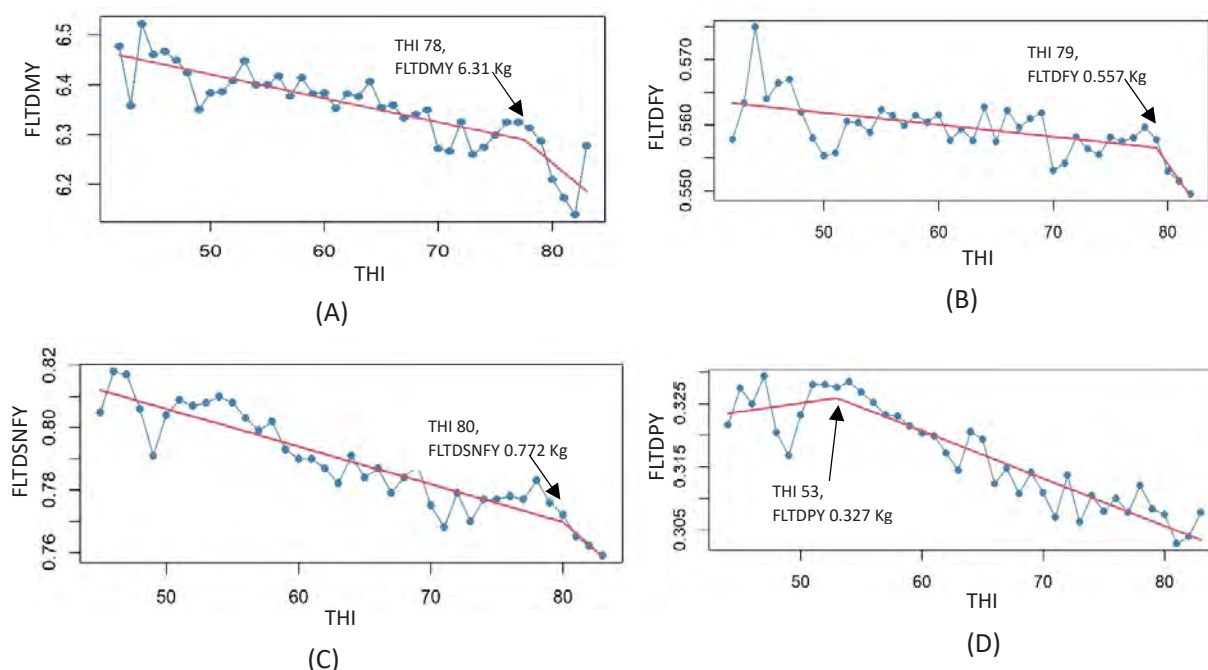 FLTDMY
6.5
6.4
6.3
6.2
THI 78,
FLTDMY 6.31 Kg
50
60
70
80
THI
(A)
FLTDFY
0.570
0.560
0.550
THI 79,
FLTDFY 0.557 Kg
50
60
70
80
THI
(B)
FLTDSNFY
0.82
0.80
0.78
0.76
THI 80,
FLTDSNFY 0.772 Kg
50
60
70
80
THI
(C)
FLTDPY
0.325
0.315
0.305
THI 53,
FLTDPY 0.327 Kg
50
60
70
80
THI
(D)